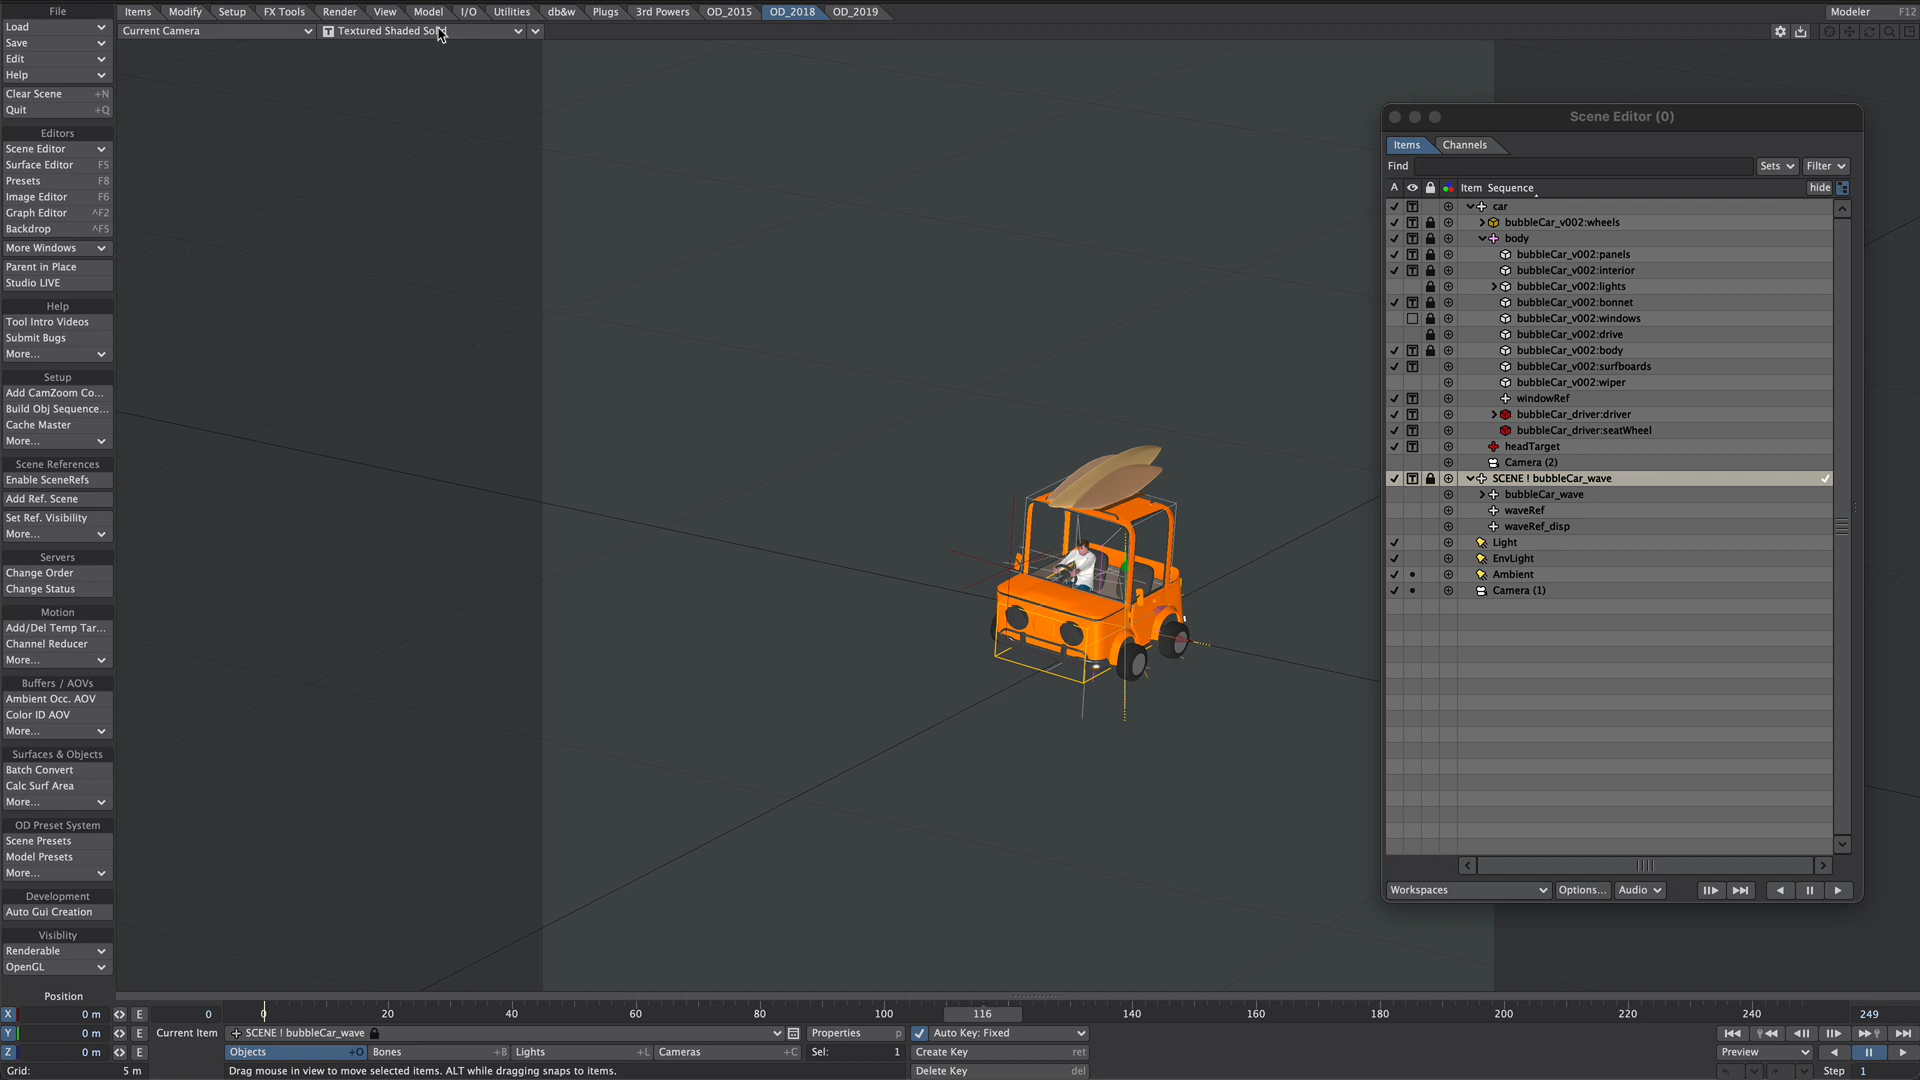 File
Load
Save
Edit
Help
Clear Scene +N
Quit +Q
Editors
Scene Editor
Surface Editor F5
Presets F8
Image Editor F6
Graph Editor ^F2
Backdrop ^F5
More Windows
Parent in Place
Studio LIVE
Help
Tool Intro Videos
Submit Bugs
More...
Setup
Add CamZoom Co...
Build Obj Sequence...
Cache Master
More...
Scene References
Enable SceneRefs
Add Ref. Scene
Set Ref. Visibility
More...
Servers
Change Order
Change Status
Motion
Add/Del Temp Tar...
Channel Reducer
More...
Buffers / AOVs
Ambient Occ. AOV
Color ID AOV
More...
Surfaces & Objects
Batch Convert
Calc Surf Area
More...
OD Preset System
Scene Presets
Model Presets
More...
Development
Auto Gui Creation
Visiblity
Renderable
OpenGL
Items Modify Setup FX Tools Render View Model I/O Utilities db&w Plugs 3rd Powers OD_2015 OD_2018 OD_2019 Modeler F12
Current Camera T Textured Shaded Soli
Scene Editor (0)
Items Channels
Find Sets Filter
A Item Sequence hide
car
bubbleCar_v002:wheels
body
bubbleCar_v002:panels
bubbleCar_v002:interior
bubbleCar_v002:lights
bubbleCar_v002:bonnet
bubbleCar_v002:windows
bubbleCar_v002:drive
bubbleCar_v002:body
bubbleCar_v002:surfboards
bubbleCar_v002:wiper
windowRef
bubbleCar_driver:driver
bubbleCar_driver:seatWheel
headTarget
Camera (2)
SCENE ! bubbleCar_wave
bubbleCar_wave
waveRef
waveRef_disp
Light
EnvLight
Ambient
Camera (1)
Workspaces Options... Audio
Position
X 0 m E 0 0 20 40 60 80 100 116 140 160 180 200 220 240 249
Y 0 m E Current Item SCENE ! bubbleCar_wave Properties p Auto Key: Fixed
Z 0 m E Objects +O Bones +B Lights +L Cameras +C Sel: 1 Create Key ret Preview
Grid: 5 m Drag mouse in view to move selected items. ALT while dragging snaps to items. Delete Key del Step 1